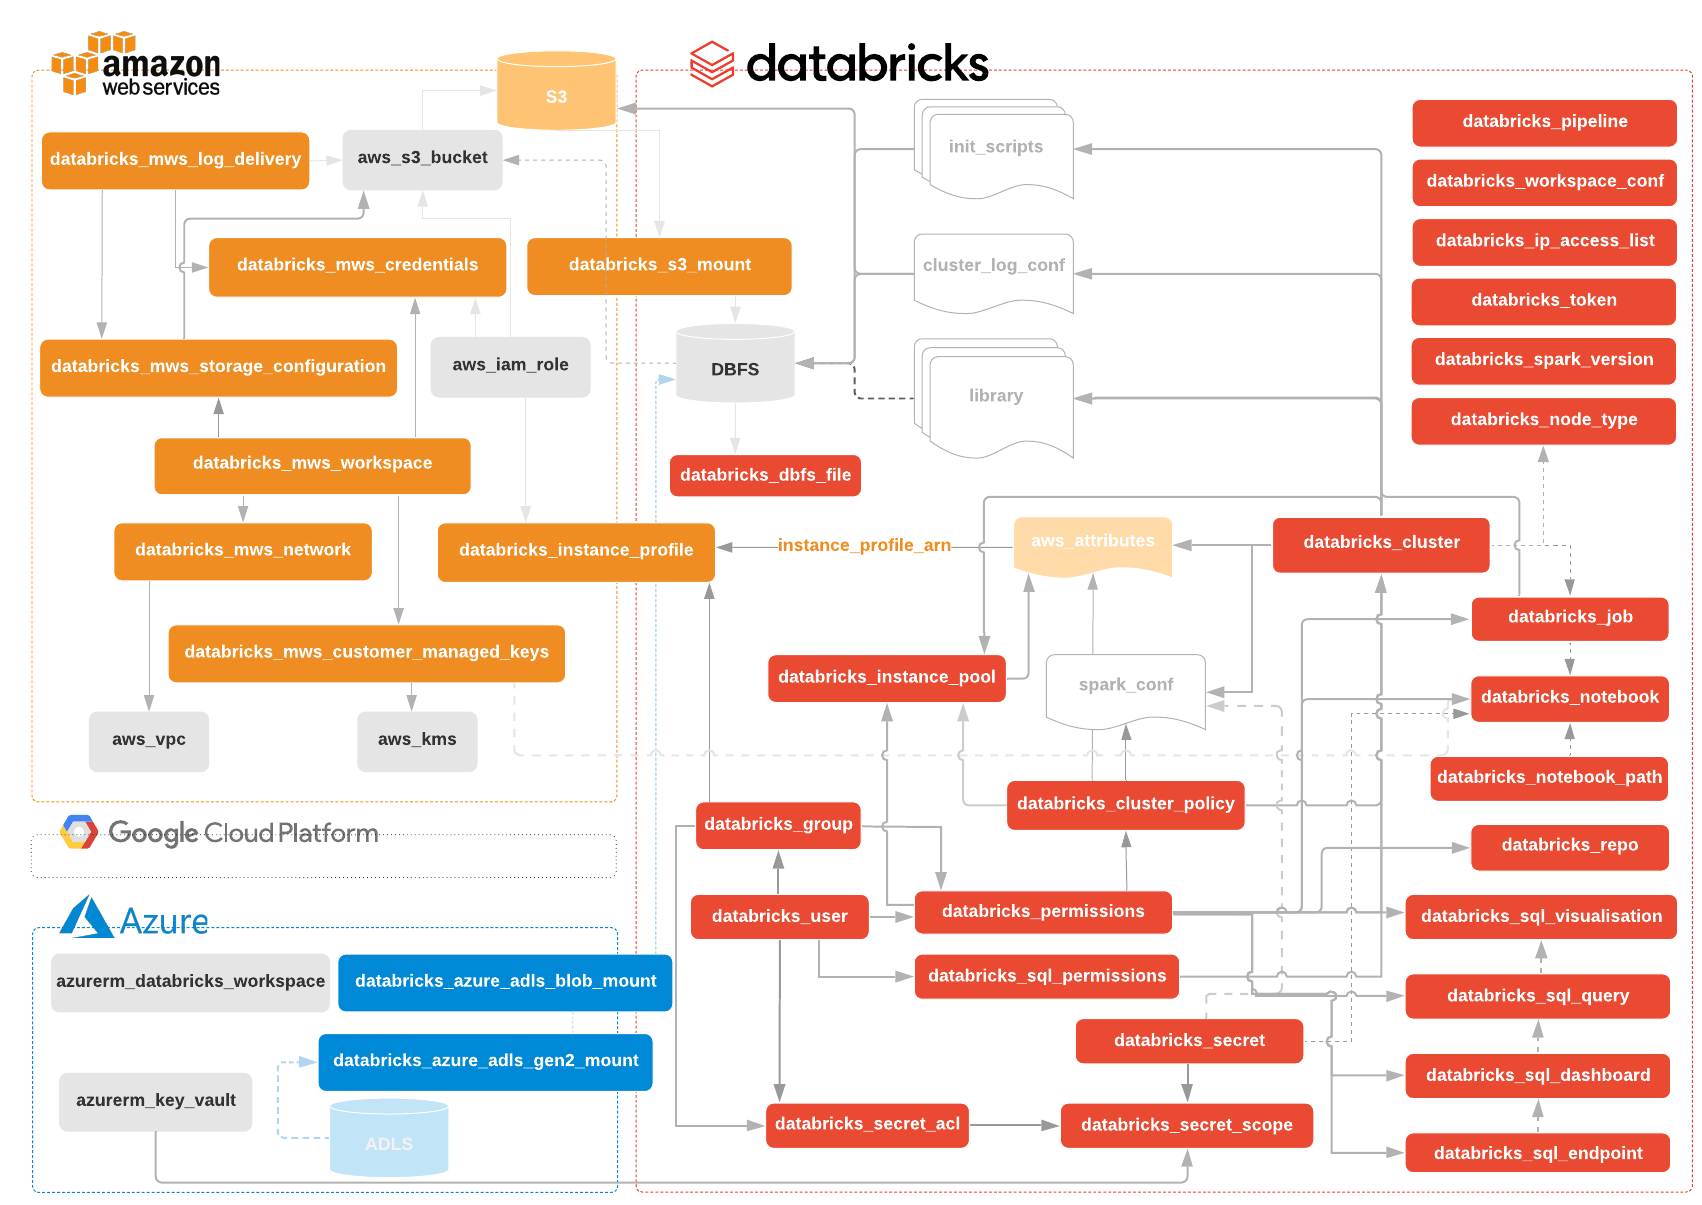 amazon
web services
databricks
S3
databricks_mws_log_delivery
aws_s3_bucket
init_scripts
databricks_pipeline
databricks_workspace_conf
databricks_mws_credentials
databricks_s3_mount
cluster_log_conf
databricks_ip_access_list
databricks_token
databricks_mws_storage_configuration
aws_iam_role
DBFS
library
databricks_spark_version
databricks_node_type
databricks_mws_workspace
databricks_dbfs_file
databricks_mws_network
databricks_instance_profile
instance_profile_arn
aws_attributes
databricks_cluster
databricks_job
databricks_mws_customer_managed_keys
databricks_instance_pool
spark_conf
databricks_notebook
aws_vpc
aws_kms
databricks_notebook_path
databricks_cluster_policy
Google Cloud Platform
databricks_group
databricks_repo
Azure
databricks_user
databricks_permissions
databricks_sql_visualisation
azurerm_databricks_workspace
databricks_azure_adls_blob_mount
databricks_sql_permissions
databricks_sql_query
databricks_azure_adls_gen2_mount
databricks_secret
databricks_sql_dashboard
azurerm_key_vault
ADLS
databricks_secret_acl
databricks_secret_scope
databricks_sql_endpoint